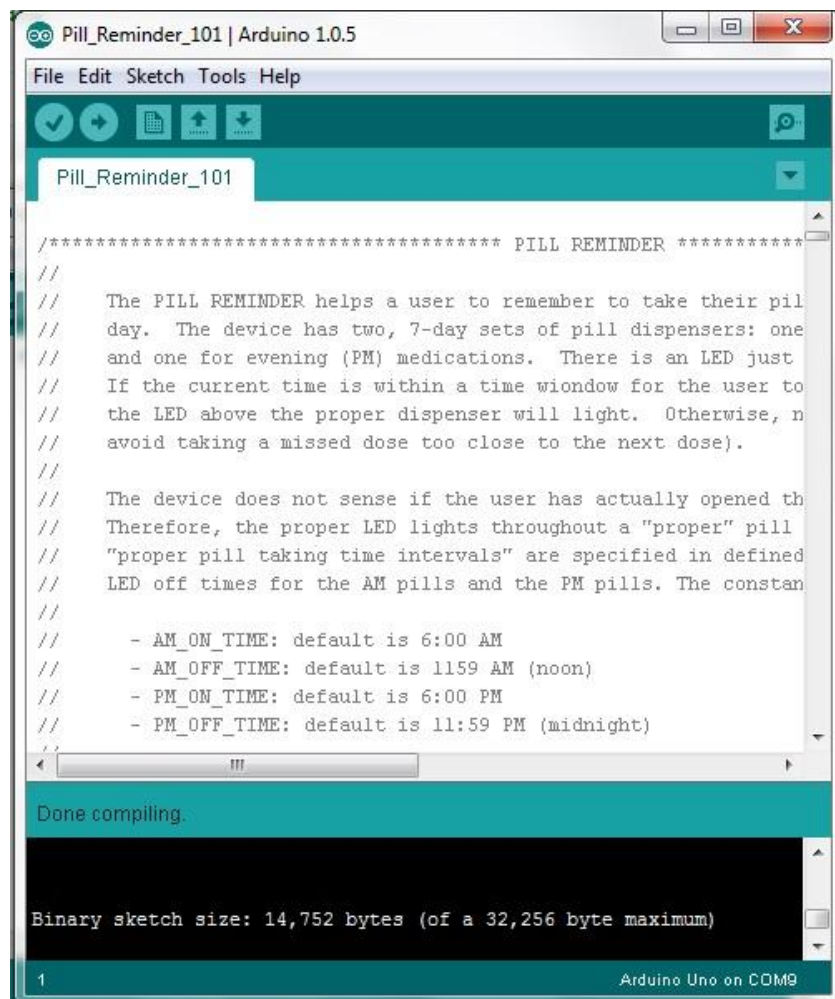 Pill_Reminder_101 | Arduino 1.0.5
File Edit Sketch Tools Help
Pill_Reminder_101
/*************************************** PILL REMINDER ***********
//
// The PILL REMINDER helps a user to remember to take their pil
// day. The device has two, 7-day sets of pill dispensers: one
// and one for evening (PM) medications. There is an LED just
// If the current time is within a time wiondow for the user to
// the LED above the proper dispenser will light. Otherwise, n
// avoid taking a missed dose too close to the next dose).
//
// The device does not sense if the user has actually opened th
// Therefore, the proper LED lights throughout a "proper" pill
// "proper pill taking time intervals" are specified in defined
// LED off times for the AM pills and the PM pills. The constan
//
// - AM_ON_TIME: default is 6:00 AM
// - AM_OFF_TIME: default is 1159 AM (noon)
// - PM_ON_TIME: default is 6:00 PM
// - PM_OFF_TIME: default is 11:59 PM (midnight)
//
Done compiling.
Binary sketch size: 14,752 bytes (of a 32,256 byte maximum)
1 Arduino Uno on COM9